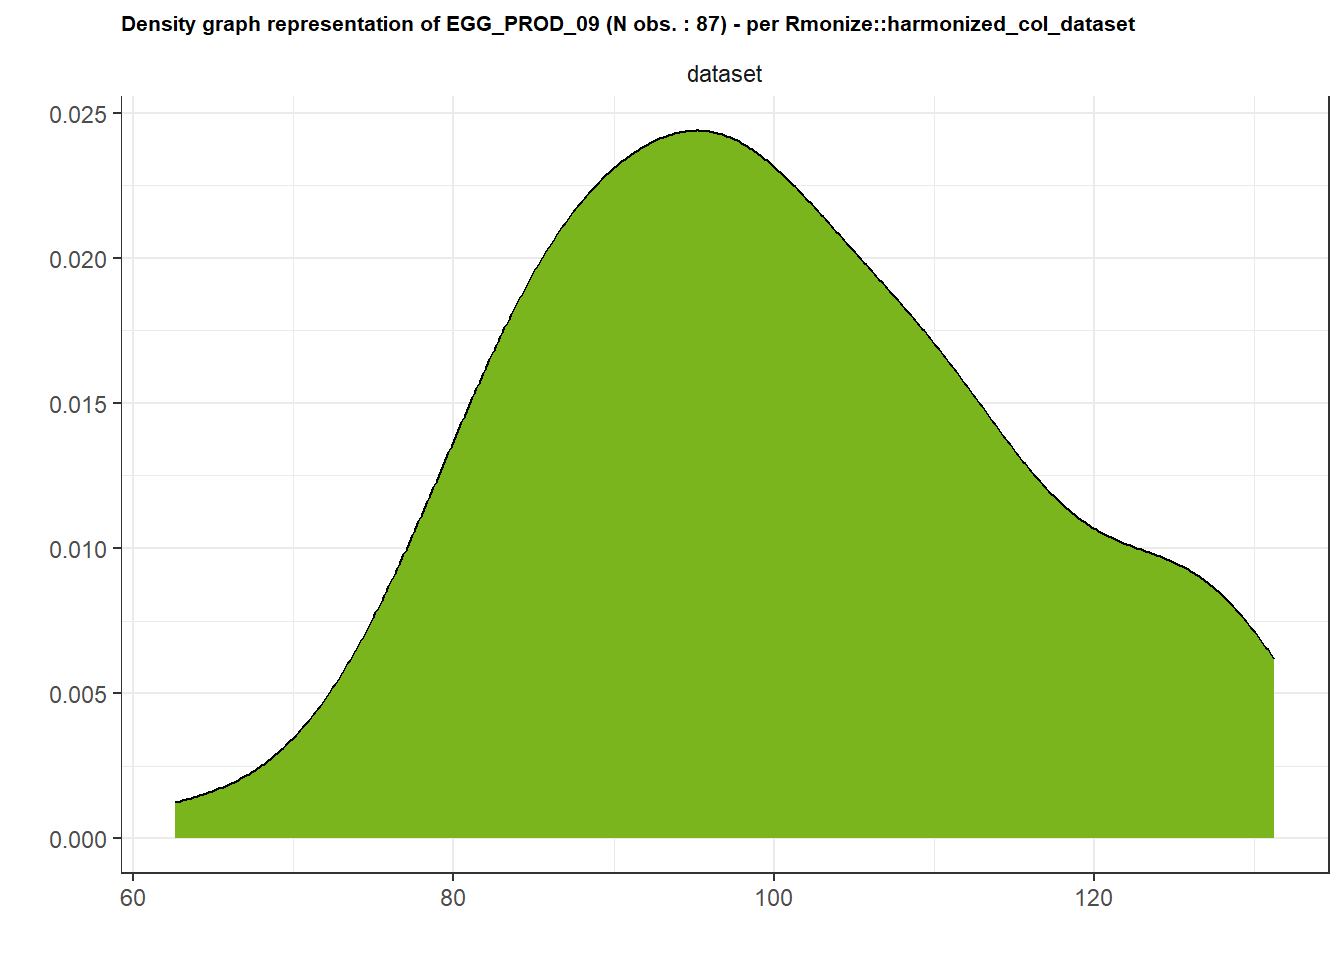 Density graph representation of EGG_PROD_09 (N obs. : 87) - per Rmonize::harmonized_col_dataset
dataset
0.025
0.020
0.015
0.010
0.005
0.000
60 80 100 120